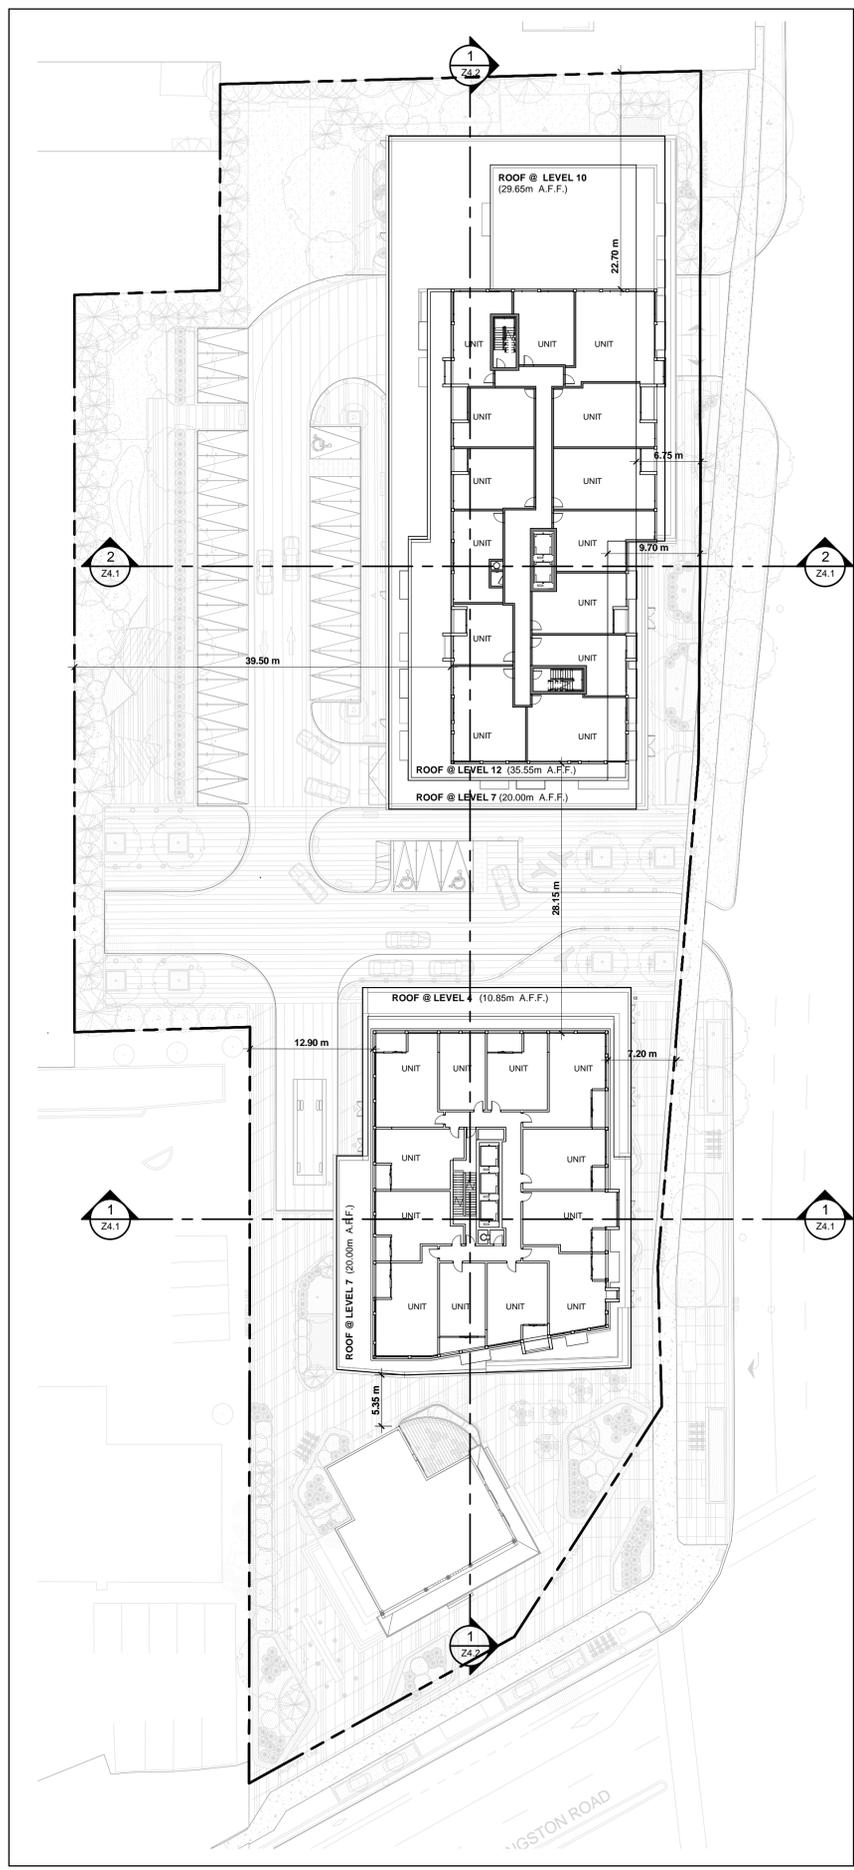 1
Z4.2
ROOF @ LEVEL 10
(29.65m A.F.F.)
22.70 m
UNIT
UNIT
UNIT
UNIT
UNIT
6.75 m
UNIT
UNIT
UNIT
UNIT
9.70 m
2
Z4.1
2
Z4.1
UNIT
UNIT
UNIT
39.50 m
UNIT
UNIT
ROOF @ LEVEL 12 (35.55m A.F.F.)
ROOF @ LEVEL 7 (20.00m A.F.F.)
28.15 m
ROOF @ LEVEL 4 (10.85m A.F.F.)
12.90 m
7.20 m
UNIT
UNIT
UNIT
UNIT
UNIT
UNIT
1
Z4.1
UNIT
UNIT
1
Z4.1
ROOF @ LEVEL 7 (20.00m A.F.F.)
UNIT
UNIT
UNIT
UNIT
5.35 m
1
Z4.2
NGSTON ROAD